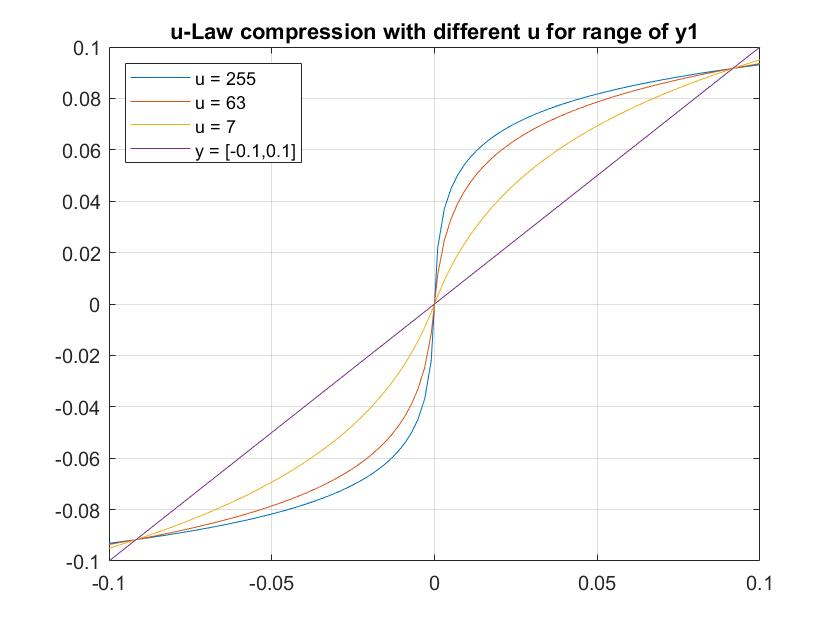 u-Law compression with different u for range of y1
0.1
0.08
0.06
0.04
0.02
0
-0.02
-0.04
-0.06
-0.08
-0.1
u = 255
u = 63
u = 7
y = [-0.1,0.1]
-0.1 -0.05 0 0.05 0.1